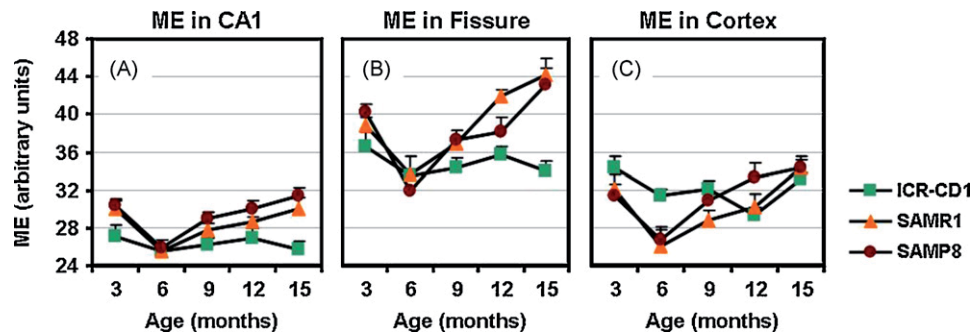 ME in CA1 ME in Fissure ME in Cortex
ME (arbitrary units)
48
44
40
36
32
28
24
(A) (B) (C)
3 6 9 12 15 3 6 9 12 15 3 6 9 12 15
Age (months) Age (months) Age (months)
ICR-CD1
SAMR1
SAMP8